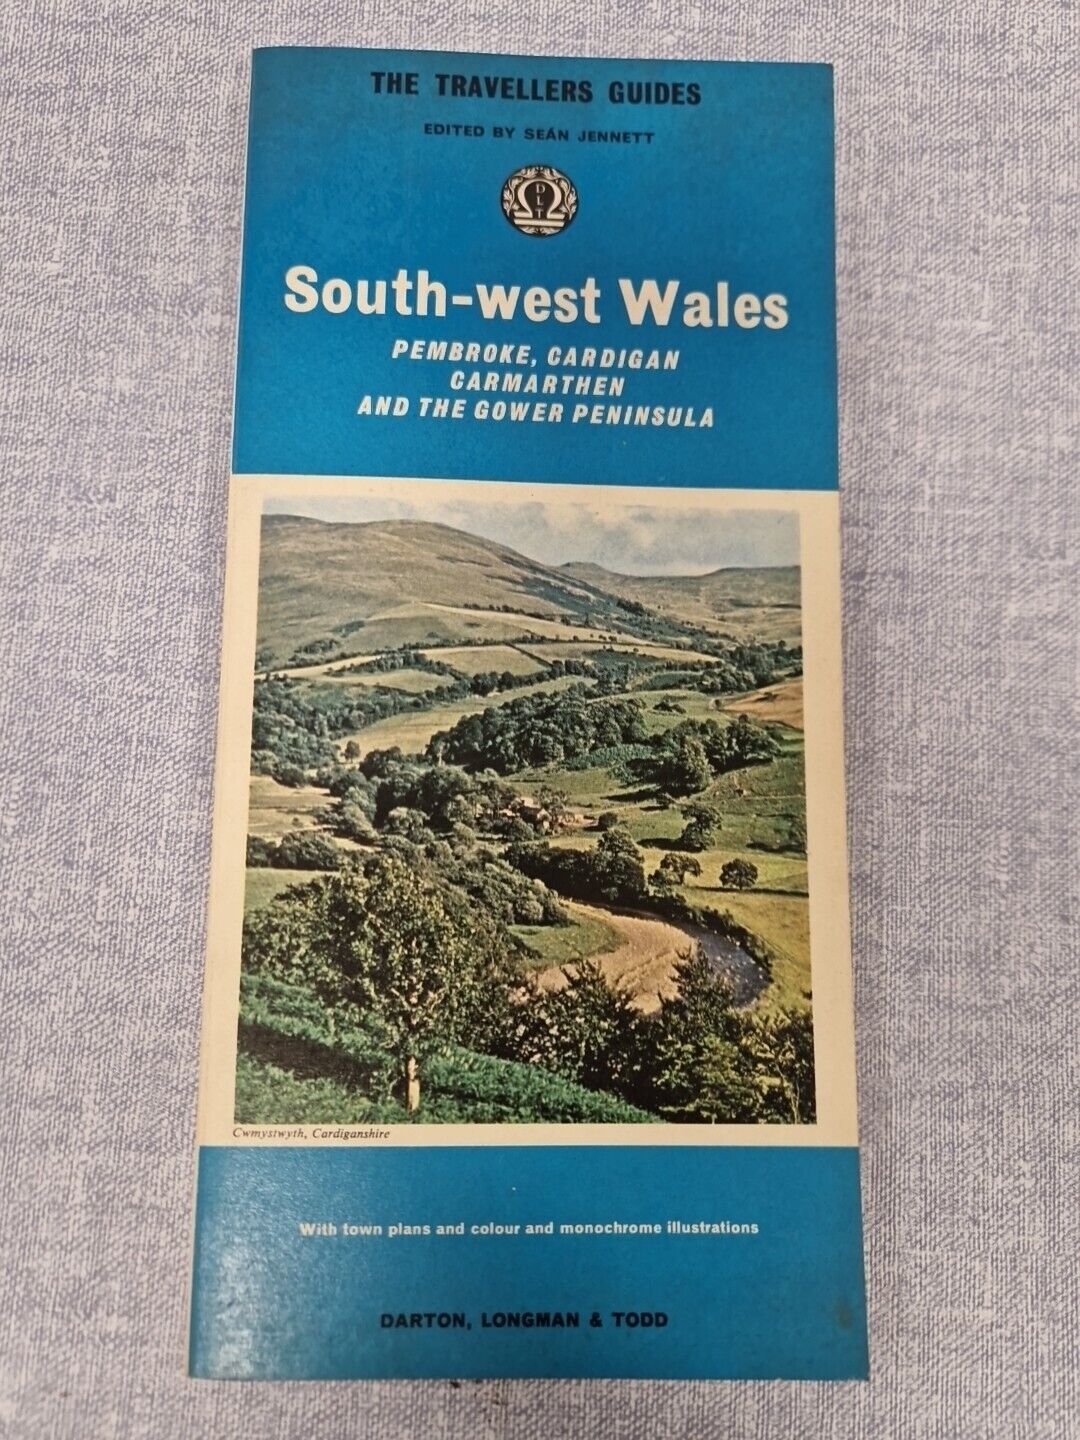 THE TRAVELLERS GUIDES
EDITED BY SEÁN JENNETT
D
L
T
South-west Wales
PEMBROKE, CARDIGAN
CARMARTHEN
AND THE GOWER PENINSULA
Cwmystwyth, Cardiganshire
With town plans and colour and monochrome illustrations
DARTON, LONGMAN & TODD